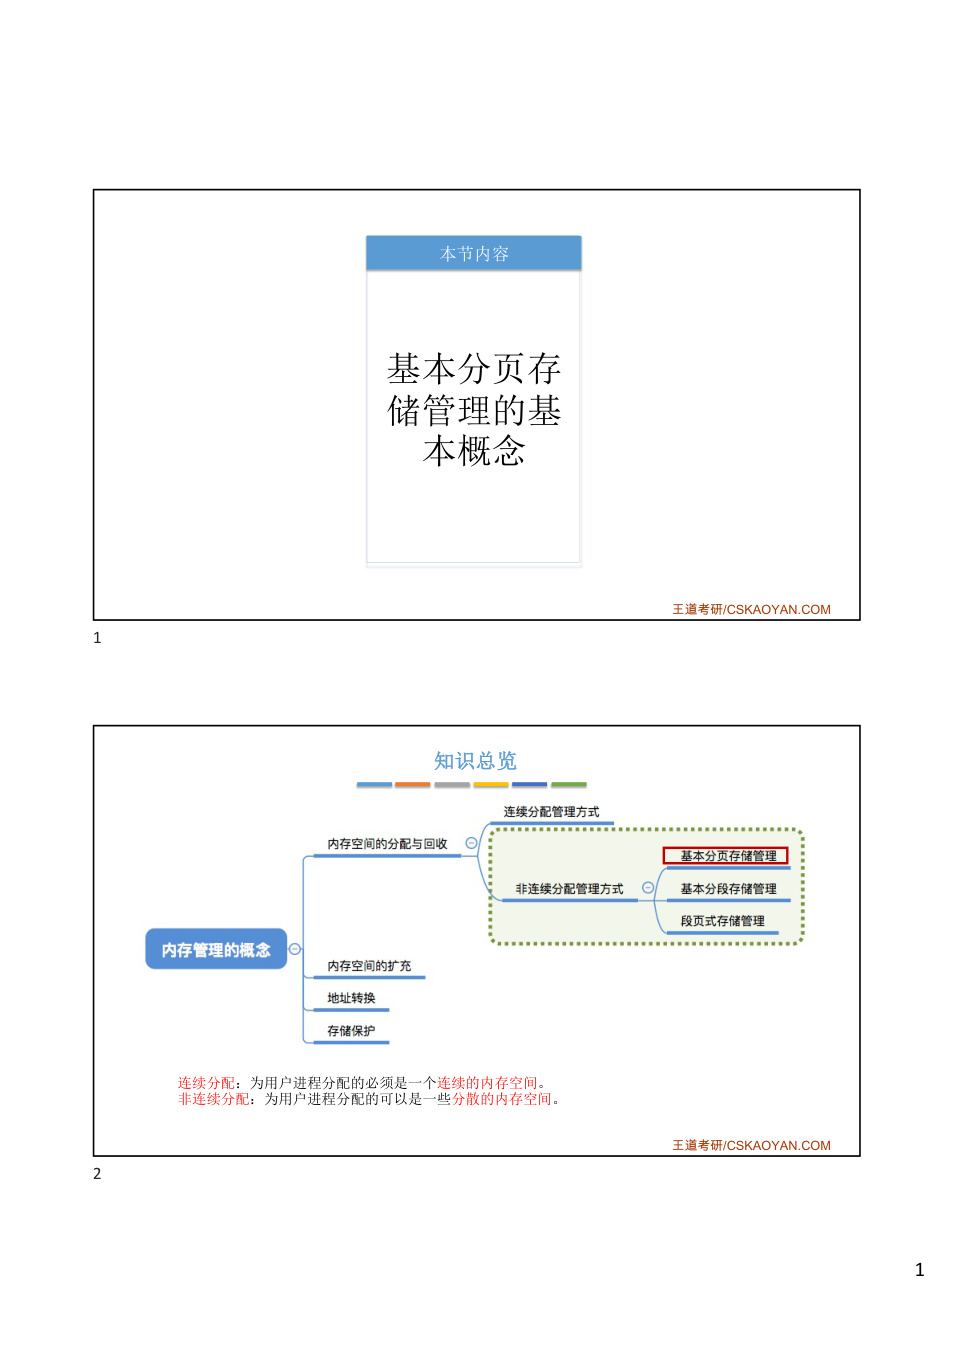 本节内容
基本分页存
储管理的基
本概念
王道考研/CSKAOYAN.COM
1
知识总览
连续分配管理方式
内存空间的分配与回收
基本分页存储管理
非连续分配管理方式
基本分段存储管理
段页式存储管理
内存管理的概念
内存空间的扩充
地址转换
存储保护
连续分配：为用户进程分配的必须是一个连续的内存空间。
非连续分配：为用户进程分配的可以是一些分散的内存空间。
王道考研/CSKAOYAN.COM
2
1